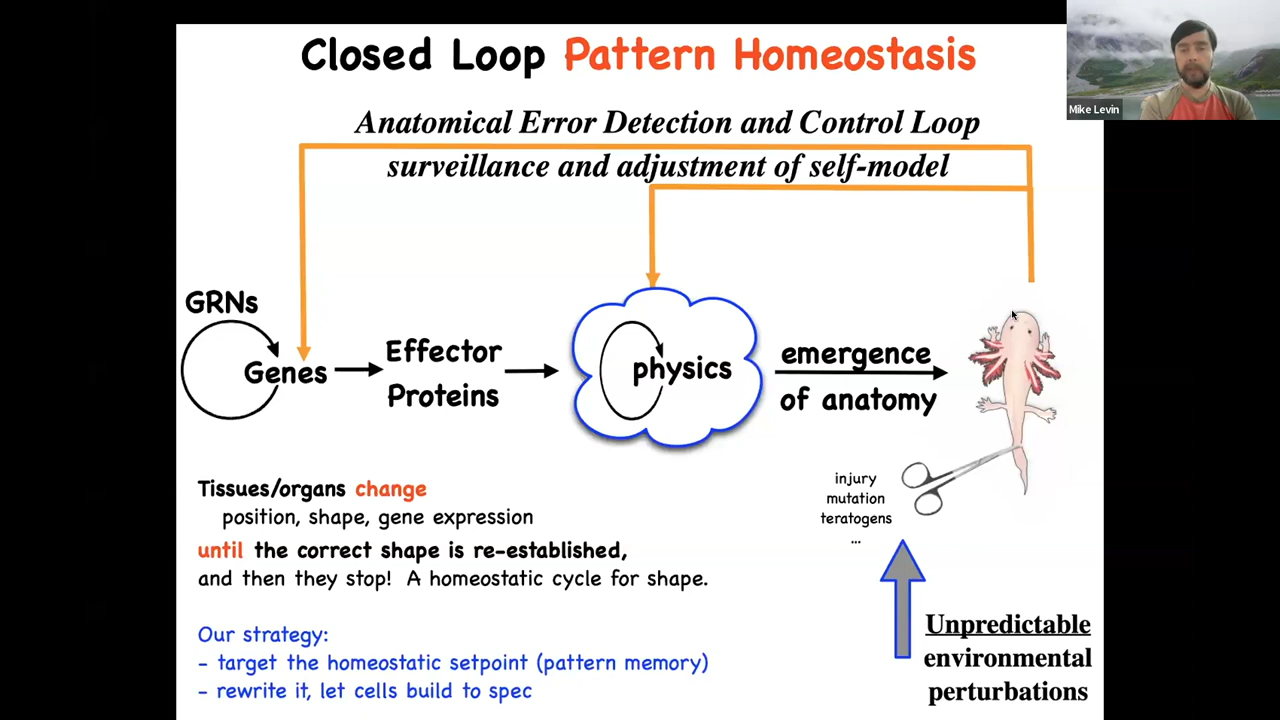 Closed Loop Pattern Homeostasis
Mike Levin
Anatomical Error Detection and Control Loop
surveillance and adjustment of self-model
GRNs
Genes
Effector
Proteins
physics
emergence
of anatomy
Tissues/organs change
position, shape, gene expression
until the correct shape is re-established,
and then they stop! A homeostatic cycle for shape.
injury
mutation
teratogens
...
Our strategy:
- target the homeostatic setpoint (pattern memory)
- rewrite it, let cells build to spec
Unpredictable
environmental
perturbations